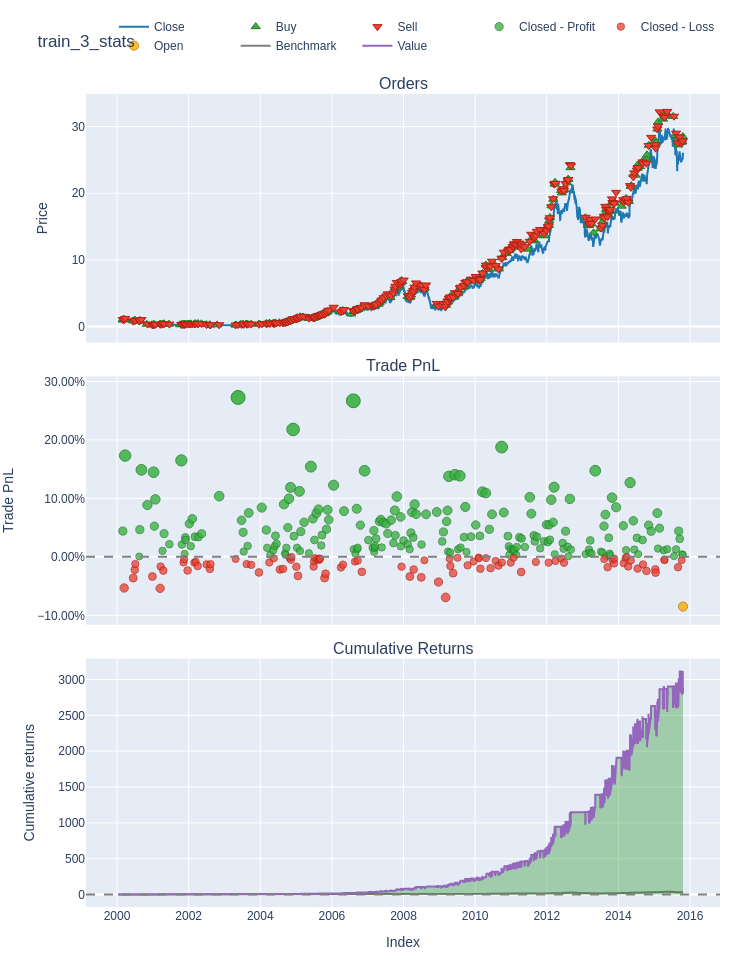 train_3_stats
Close
Buy
Sell
Closed - Profit
Closed - Loss
Open
Benchmark
Value
Orders
30
20
10
0
Price
Trade PnL
30.00%
20.00%
10.00%
0.00%
−10.00%
Trade PnL
Cumulative Returns
3000
2500
2000
1500
1000
500
0
Cumulative returns
2000 2002 2004 2006 2008 2010 2012 2014 2016
Index